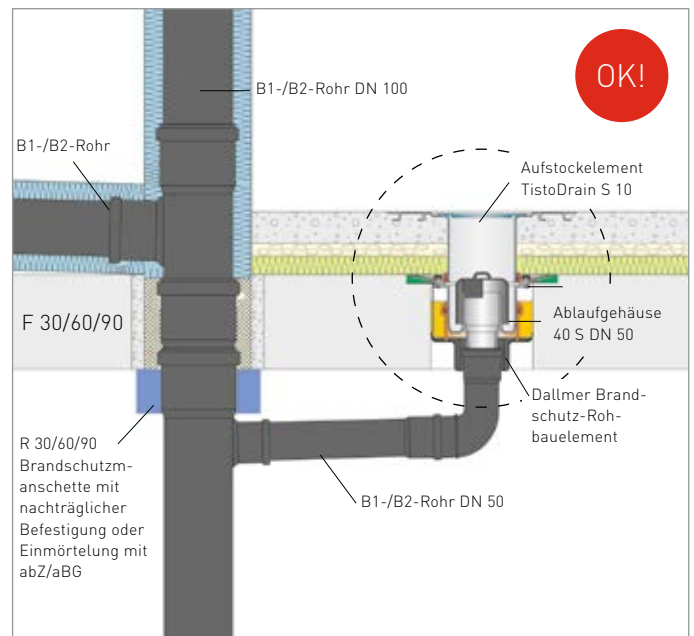 B1-/B2-Rohr DN 100
OK!
B1-/B2-Rohr
Aufstockelement
TistoDrain S 10
F 30/60/90
Ablaufgehäuse
40 S DN 50
Dallmer Brand-
schutz-Roh-
bauelement
R 30/60/90
Brandschutzm-
anschette mit
nachträglicher
Befestigung oder
Einmörtelung mit
abZ/aBG
B1-/B2-Rohr DN 50